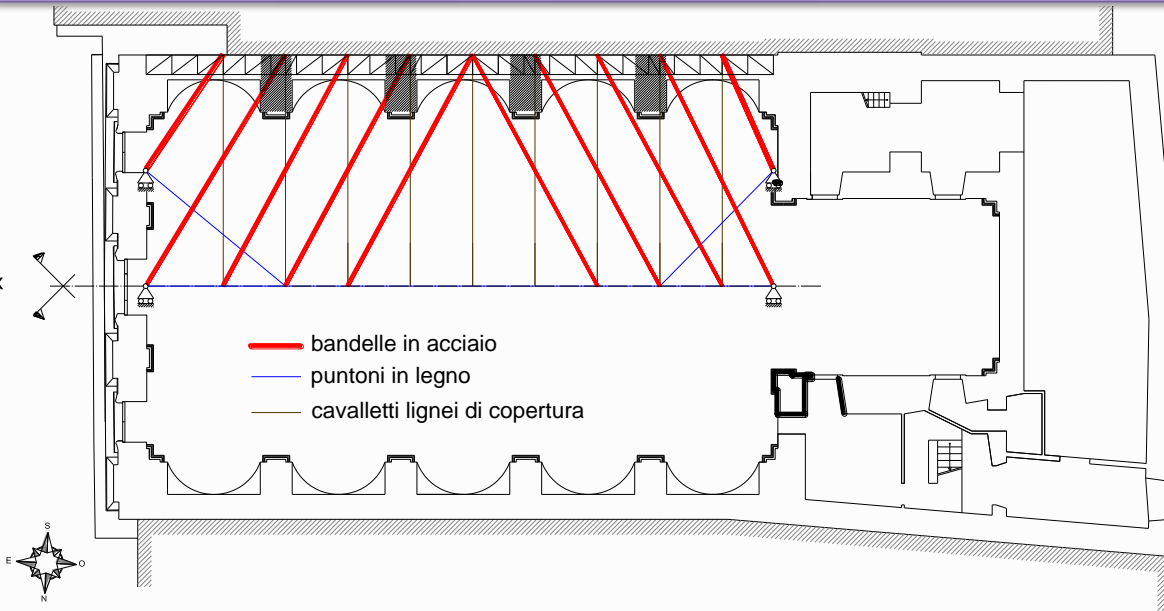 x
bandelle in acciaio
puntoni in legno
cavalletti lignei di copertura
S
E O
N